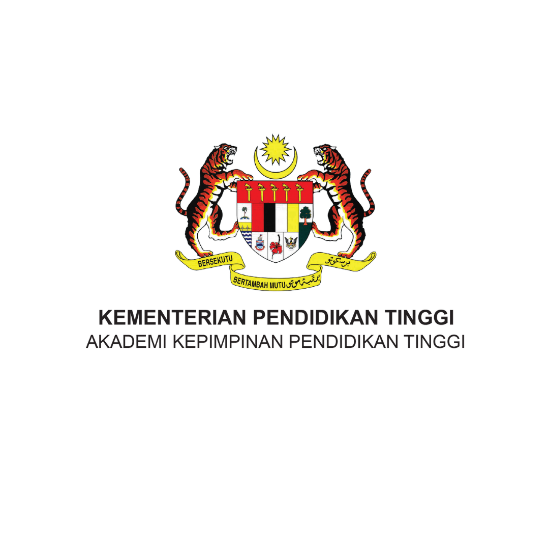 BERSEKUTU
BERTAMBAH MUTU
KEMENTERIAN PENDIDIKAN TINGGI
AKADEMI KEPIMPINAN PENDIDIKAN TINGGI